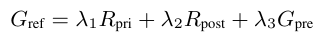 G_ref = λ_1 R_pri + λ_2 R_post + λ_3 G_pre